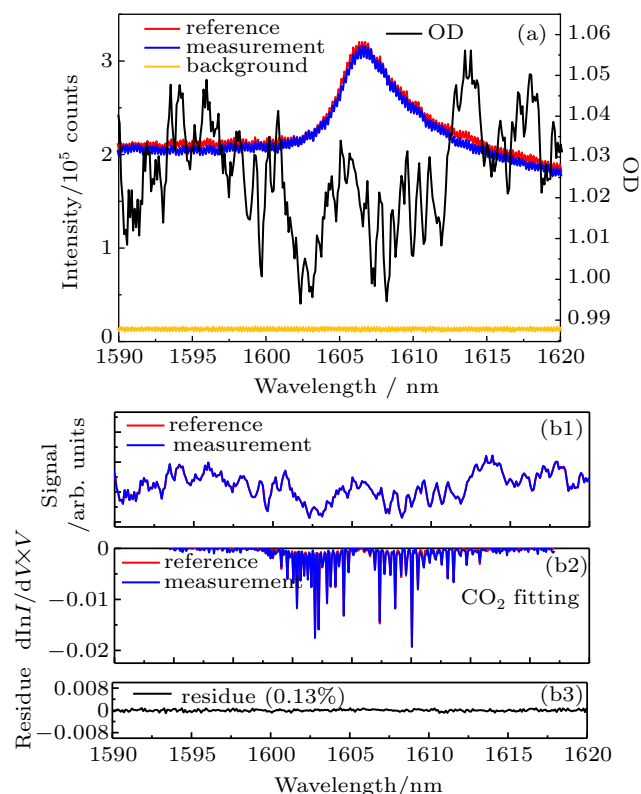 reference
measurement
background
OD
(a)
3
2
1
0
Intensity/10⁵ counts
1.06
1.05
1.04
1.03
1.02
1.01
1.00
0.99
0.98
OD
1590 1595 1600 1605 1610 1615 1620
Wavelength / nm
Signal
/arb. units
reference
measurement
(b1)
dlnI/dV×V
0
−0.01
−0.02
reference
measurement
(b2)
CO₂ fitting
Residue
0.008
0
−0.008
residue (0.13%)
(b3)
1590 1595 1600 1605 1610 1615 1620
Wavelength/nm